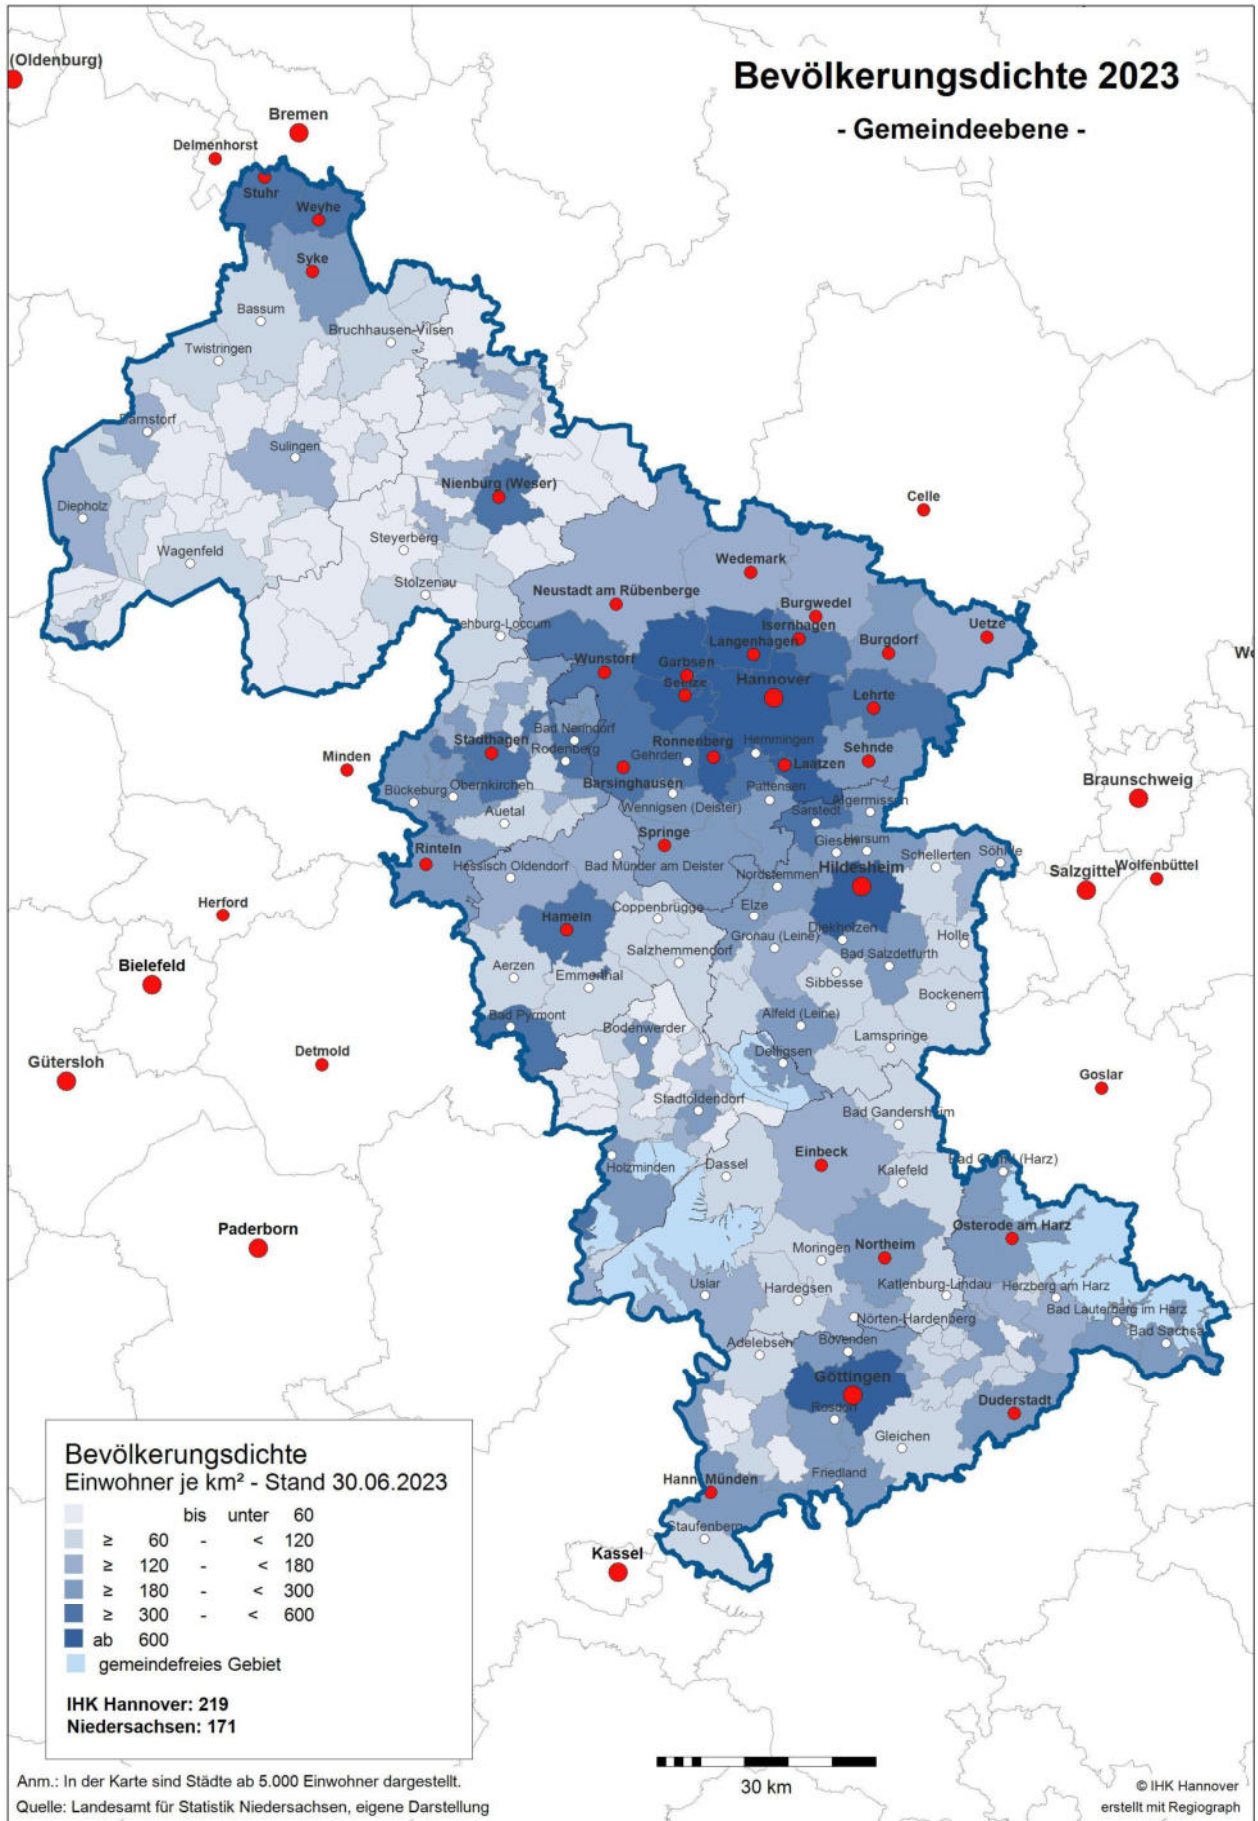 Bevölkerungsdichte 2023
- Gemeindeebene -
(Oldenburg)
Bremen
Delmenhorst
Stuhr
Weyhe
Syke
Bassum
Bruchhausen-Vilsen
Twistringen
Barnstorf
Sulingen
Nienburg (Weser)
Celle
Diepholz
Steyerberg
Wagenfeld
Wedemark
Stolzenau
Neustadt am Rübenberge
Burgwedel
Isernhagen
Uetze
Rehburg-Loccum
Langenhagen
Burgdorf
Wunstorf
Garbsen
Hannover
Seelze
Lehrte
Bad Nenndorf
Stadthagen
Rodenberg
Ronnenberg
Hemmingen
Gehrden
Sehnde
Minden
Laatzen
Barsinghausen
Braunschweig
Bückeburg
Obernkirchen
Pattensen
Algermissen
Auetal
Wennigsen (Deister)
Sarstedt
Springe
Giesen
Harsum
Rinteln
Hessisch Oldendorf
Bad Münder am Deister
Schellerten
Söhlde
Hildesheim
Salzgitter
Wolfenbüttel
Nordstemmen
Herford
Hameln
Coppenbrügge
Elze
Diekholzen
Gronau (Leine)
Holle
Bielefeld
Aerzen
Salzhemmendorf
Bad Salzdetfurth
Emmerthal
Sibbesse
Bockenem
Bad Pyrmont
Bodenwerder
Alfeld (Leine)
Lamspringe
Gütersloh
Detmold
Delligsen
Goslar
Stadtoldendorf
Bad Gandersheim
Einbeck
Bad Grund (Harz)
Holzminden
Dassel
Kalefeld
Paderborn
Osterode am Harz
Moringen
Northeim
Uslar
Hardegsen
Katlenburg-Lindau
Herzberg am Harz
Bad Lauterberg im Harz
Nörten-Hardenberg
Adelebsen
Bovenden
Bad Sachsa
Göttingen
Duderstadt
Rosdorf
Gleichen
Hann. Münden
Friedland
Staufenberg
Kassel
Bevölkerungsdichte
Einwohner je km² - Stand 30.06.2023
bis unter 60
≥ 60 - < 120
≥ 120 - < 180
≥ 180 - < 300
≥ 300 - < 600
ab 600
gemeindefreies Gebiet
IHK Hannover: 219
Niedersachsen: 171
30 km
Anm.: In der Karte sind Städte ab 5.000 Einwohner dargestellt.
Quelle: Landesamt für Statistik Niedersachsen, eigene Darstellung
© IHK Hannover
erstellt mit Regiograph